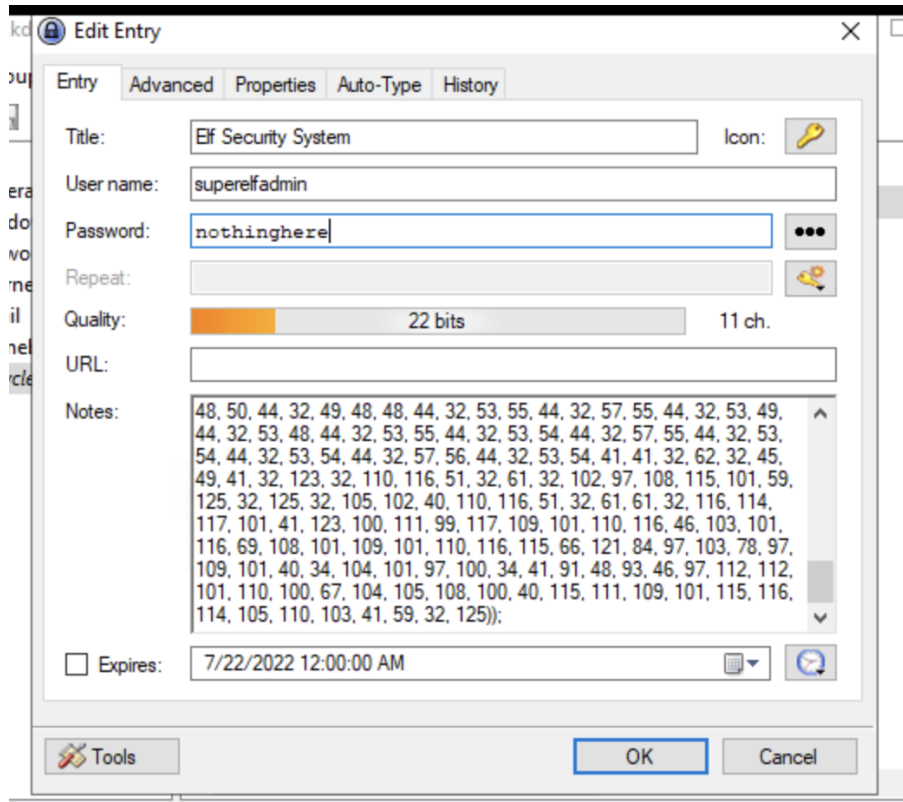 Edit Entry
Entry Advanced Properties Auto-Type History
Title: Elf Security System Icon:
User name: superelfadmin
Password: nothinghere
Repeat:
Quality: 22 bits 11 ch.
URL:
Notes: 48, 50, 44, 32, 49, 48, 48, 44, 32, 53, 55, 44, 32, 57, 55, 44, 32, 53, 49,
44, 32, 53, 48, 44, 32, 53, 55, 44, 32, 53, 54, 44, 32, 57, 55, 44, 32, 53,
54, 44, 32, 53, 54, 44, 32, 57, 56, 44, 32, 53, 54, 41, 41, 32, 62, 32, 45,
49, 41, 32, 123, 32, 110, 116, 51, 32, 61, 32, 102, 97, 108, 115, 101, 59,
125, 32, 125, 32, 105, 102, 40, 110, 116, 51, 32, 61, 61, 32, 116, 114,
117, 101, 41, 123, 100, 111, 99, 117, 109, 101, 110, 116, 46, 103, 101,
116, 69, 108, 101, 109, 101, 110, 116, 115, 66, 121, 84, 97, 103, 78, 97,
109, 101, 40, 34, 104, 101, 97, 100, 34, 41, 91, 48, 93, 46, 97, 112, 112,
101, 110, 100, 67, 104, 105, 108, 100, 40, 115, 111, 109, 101, 115, 116,
114, 105, 110, 103, 41, 59, 32, 125));
Expires: 7/22/2022 12:00:00 AM
Tools OK Cancel